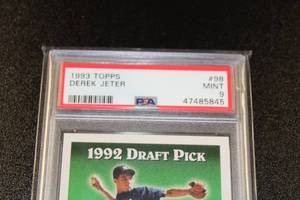 1993 TOPPS #98
DEREK JETER MINT
9
PSA 47485845
1992 DRAFT PICK